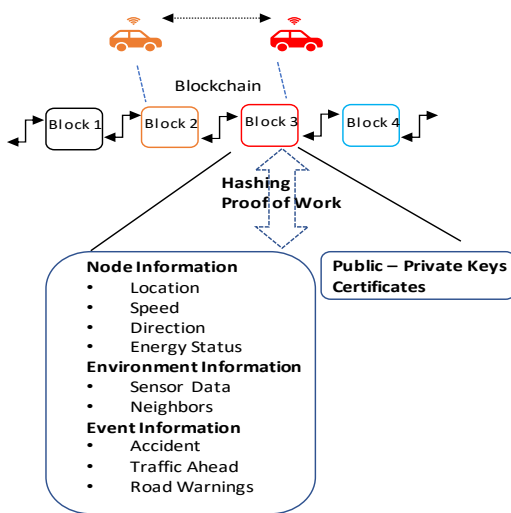 Blockchain
Block 1
Block 2
Block 3
Block 4
Hashing
Proof of Work
Node Information
• Location
• Speed
• Direction
• Energy Status
Environment Information
• Sensor Data
• Neighbors
Event Information
• Accident
• Traffic Ahead
• Road Warnings
Public – Private Keys
Certificates